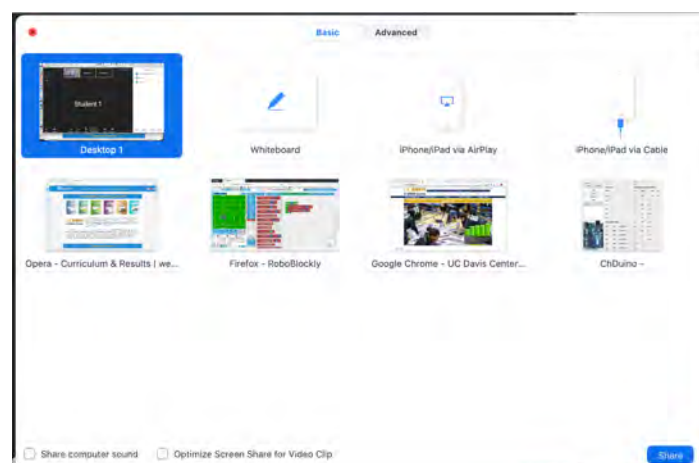 Basic Advanced
Student 1
Desktop 1
Whiteboard
iPhone/iPad via AirPlay
iPhone/iPad via Cable
Opera - Curriculum & Results | we...
Firefox - RoboBlockly
Google Chrome - UC Davis Center...
ChDuino -
Share computer sound
Optimize Screen Share for Video Clip
Share